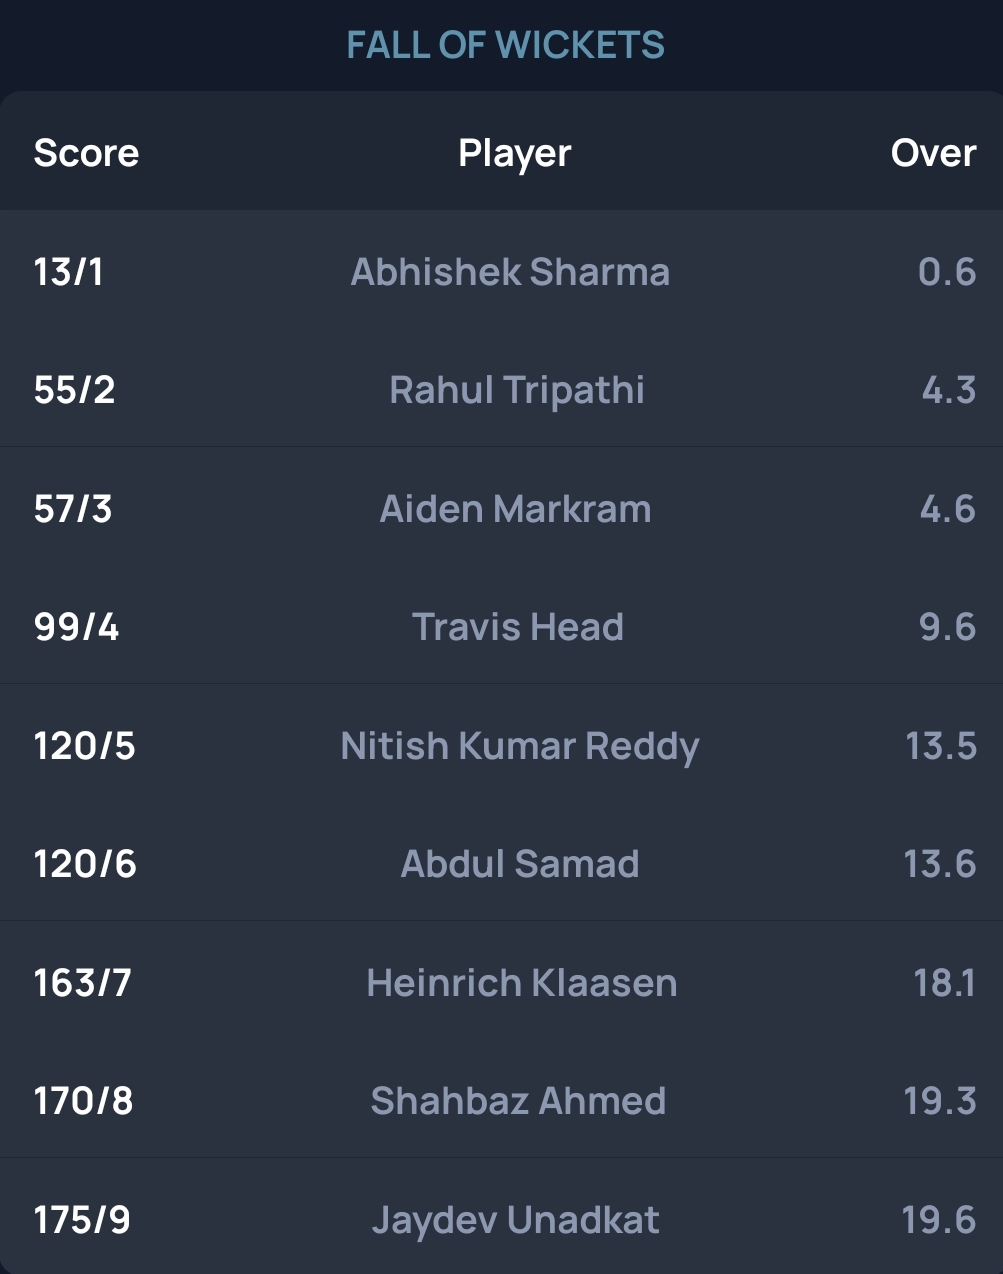 FALL OF WICKETS
Score Player Over
13/1 Abhishek Sharma 0.6
55/2 Rahul Tripathi 4.3
57/3 Aiden Markram 4.6
99/4 Travis Head 9.6
120/5 Nitish Kumar Reddy 13.5
120/6 Abdul Samad 13.6
163/7 Heinrich Klaasen 18.1
170/8 Shahbaz Ahmed 19.3
175/9 Jaydev Unadkat 19.6